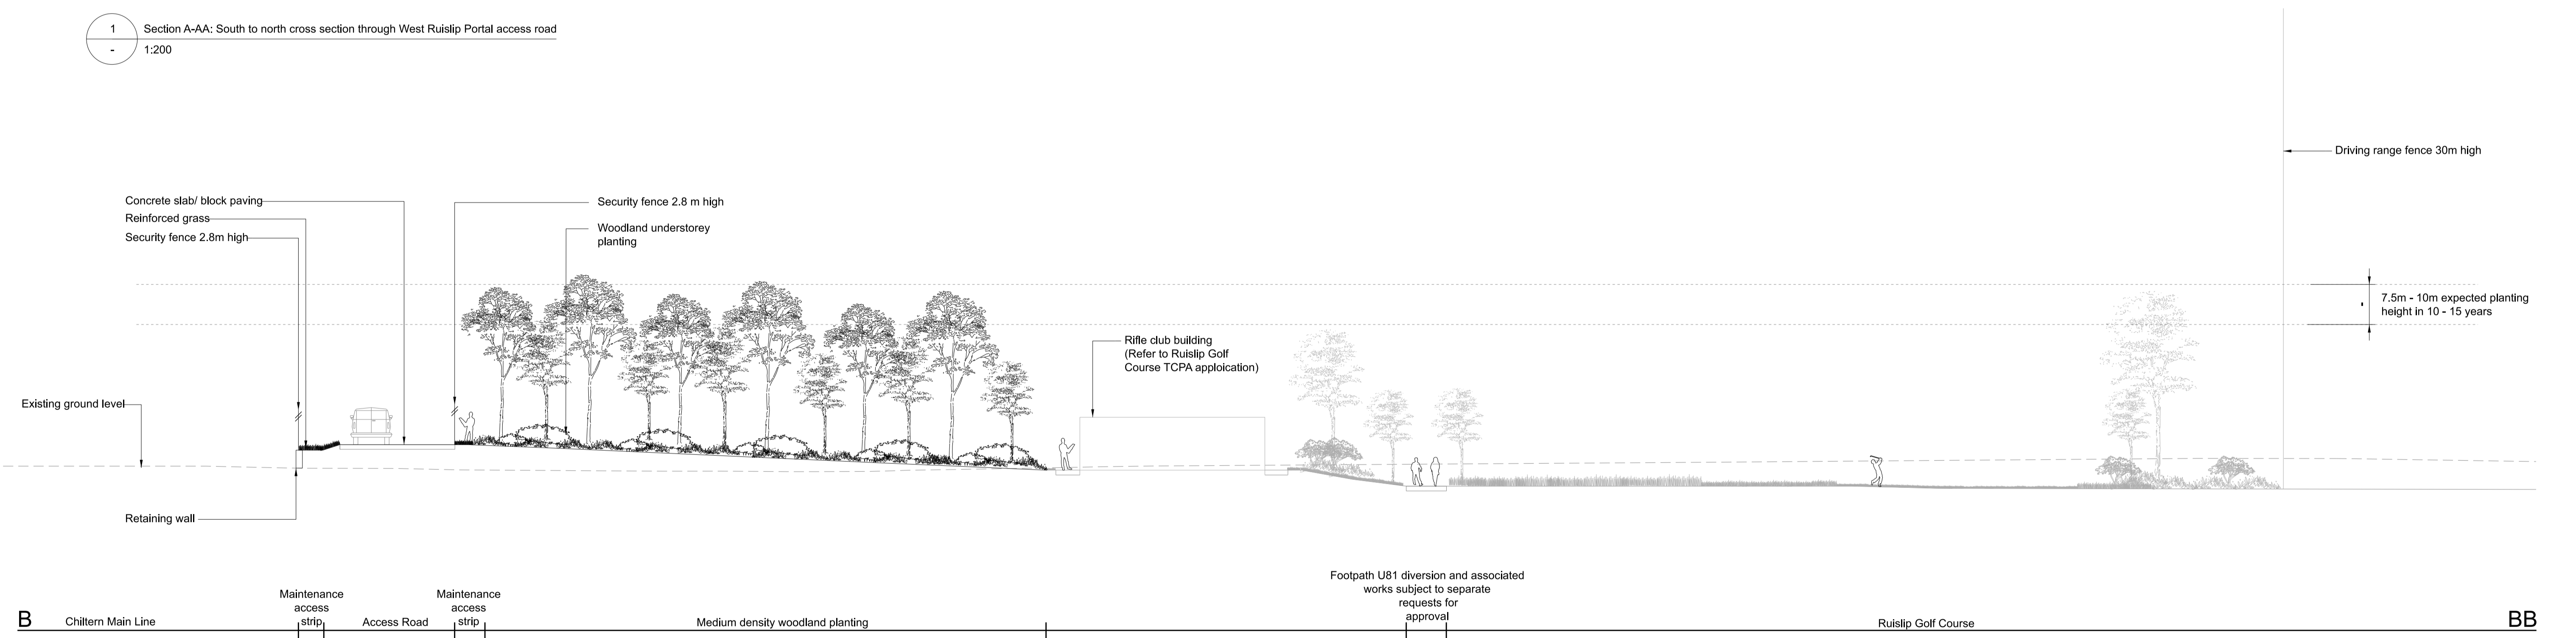 1
Section A-AA: South to north cross section through West Ruislip Portal access road
-
1:200
Driving range fence 30m high
Concrete slab/ block paving
Reinforced grass
Security fence 2.8m high
Security fence 2.8 m high
Woodland understorey
planting
7.5m - 10m expected planting
height in 10 - 15 years
Rifle club building
(Refer to Ruislip Golf
Course TCPA apploication)
Existing ground level
Retaining wall
Footpath U81 diversion and associated
works subject to separate
requests for
approval
Maintenance
access
strip
Maintenance
access
strip
B
Chiltern Main Line
Access Road
Medium density woodland planting
Ruislip Golf Course
BB